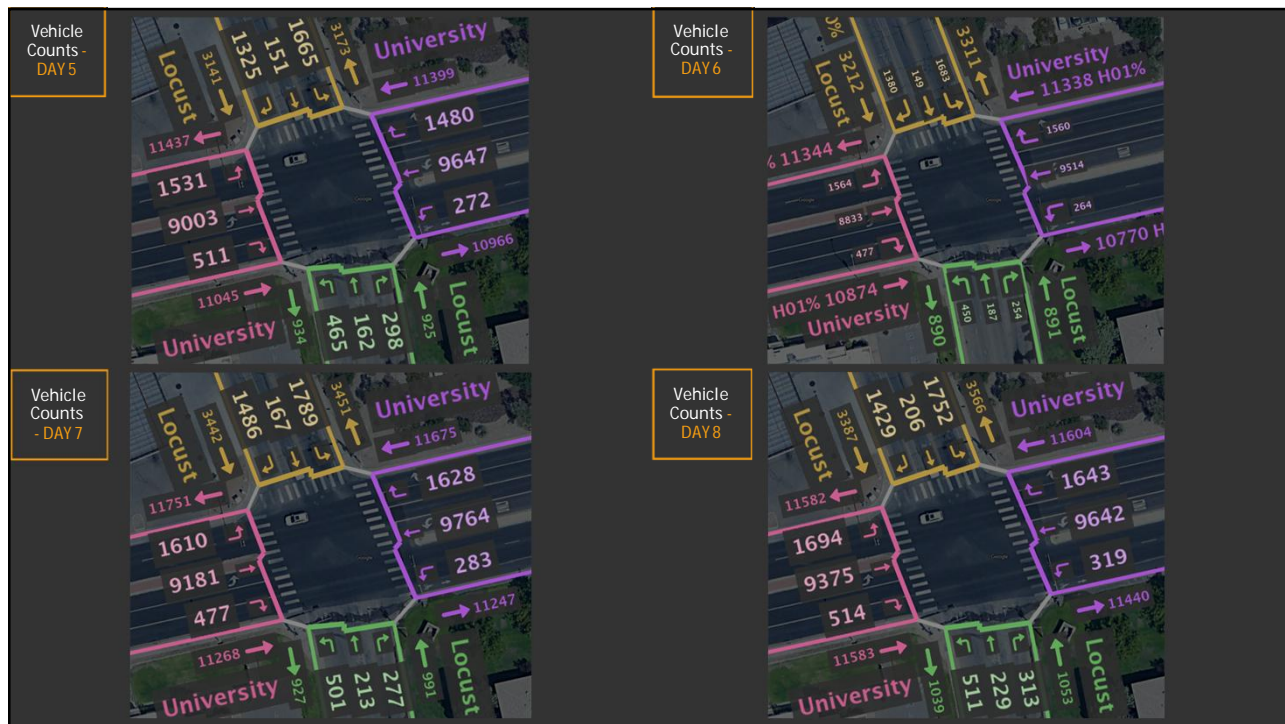 Vehicle
Counts -
DAY 5
Locust
3141
1325
151
1665
3173
University
11399
11437
1531
9003
511
11045
University
1480
9647
272
10966
934
465
162
298
925
Locust
Google
Vehicle
Counts -
DAY 6
0%
Locust
3212
1380
149
1683
3311
University
11338 H01%
% 11344
1564
8833
477
H01% 10874
University
1560
9514
264
10770 H
890
450
187
254
891
Locust
Google
Vehicle
Counts
- DAY 7
Locust
3442
1486
167
1789
3451
University
11675
11751
1610
9181
477
11268
University
1628
9764
283
11247
927
501
213
277
991
Locust
Google
Vehicle
Counts -
DAY 8
Locust
3387
1429
206
1752
3566
University
11604
11582
1694
9375
514
11583
University
1643
9642
319
11440
1039
511
229
313
1053
Locust
Google